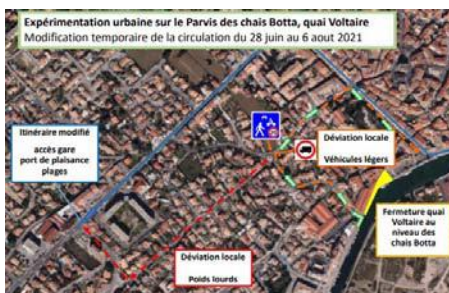 Expérimentation urbaine sur le Parvis des chais Botta, quai Voltaire
Modification temporaire de la circulation du 28 juin au 6 aout 2021
Itinéraire modifié
accès gare
port de plaisance
plages
Déviation locale
Véhicules légers
Fermeture quai
Voltaire au
niveau des
chais Botta
Déviation locale
Poids lourds